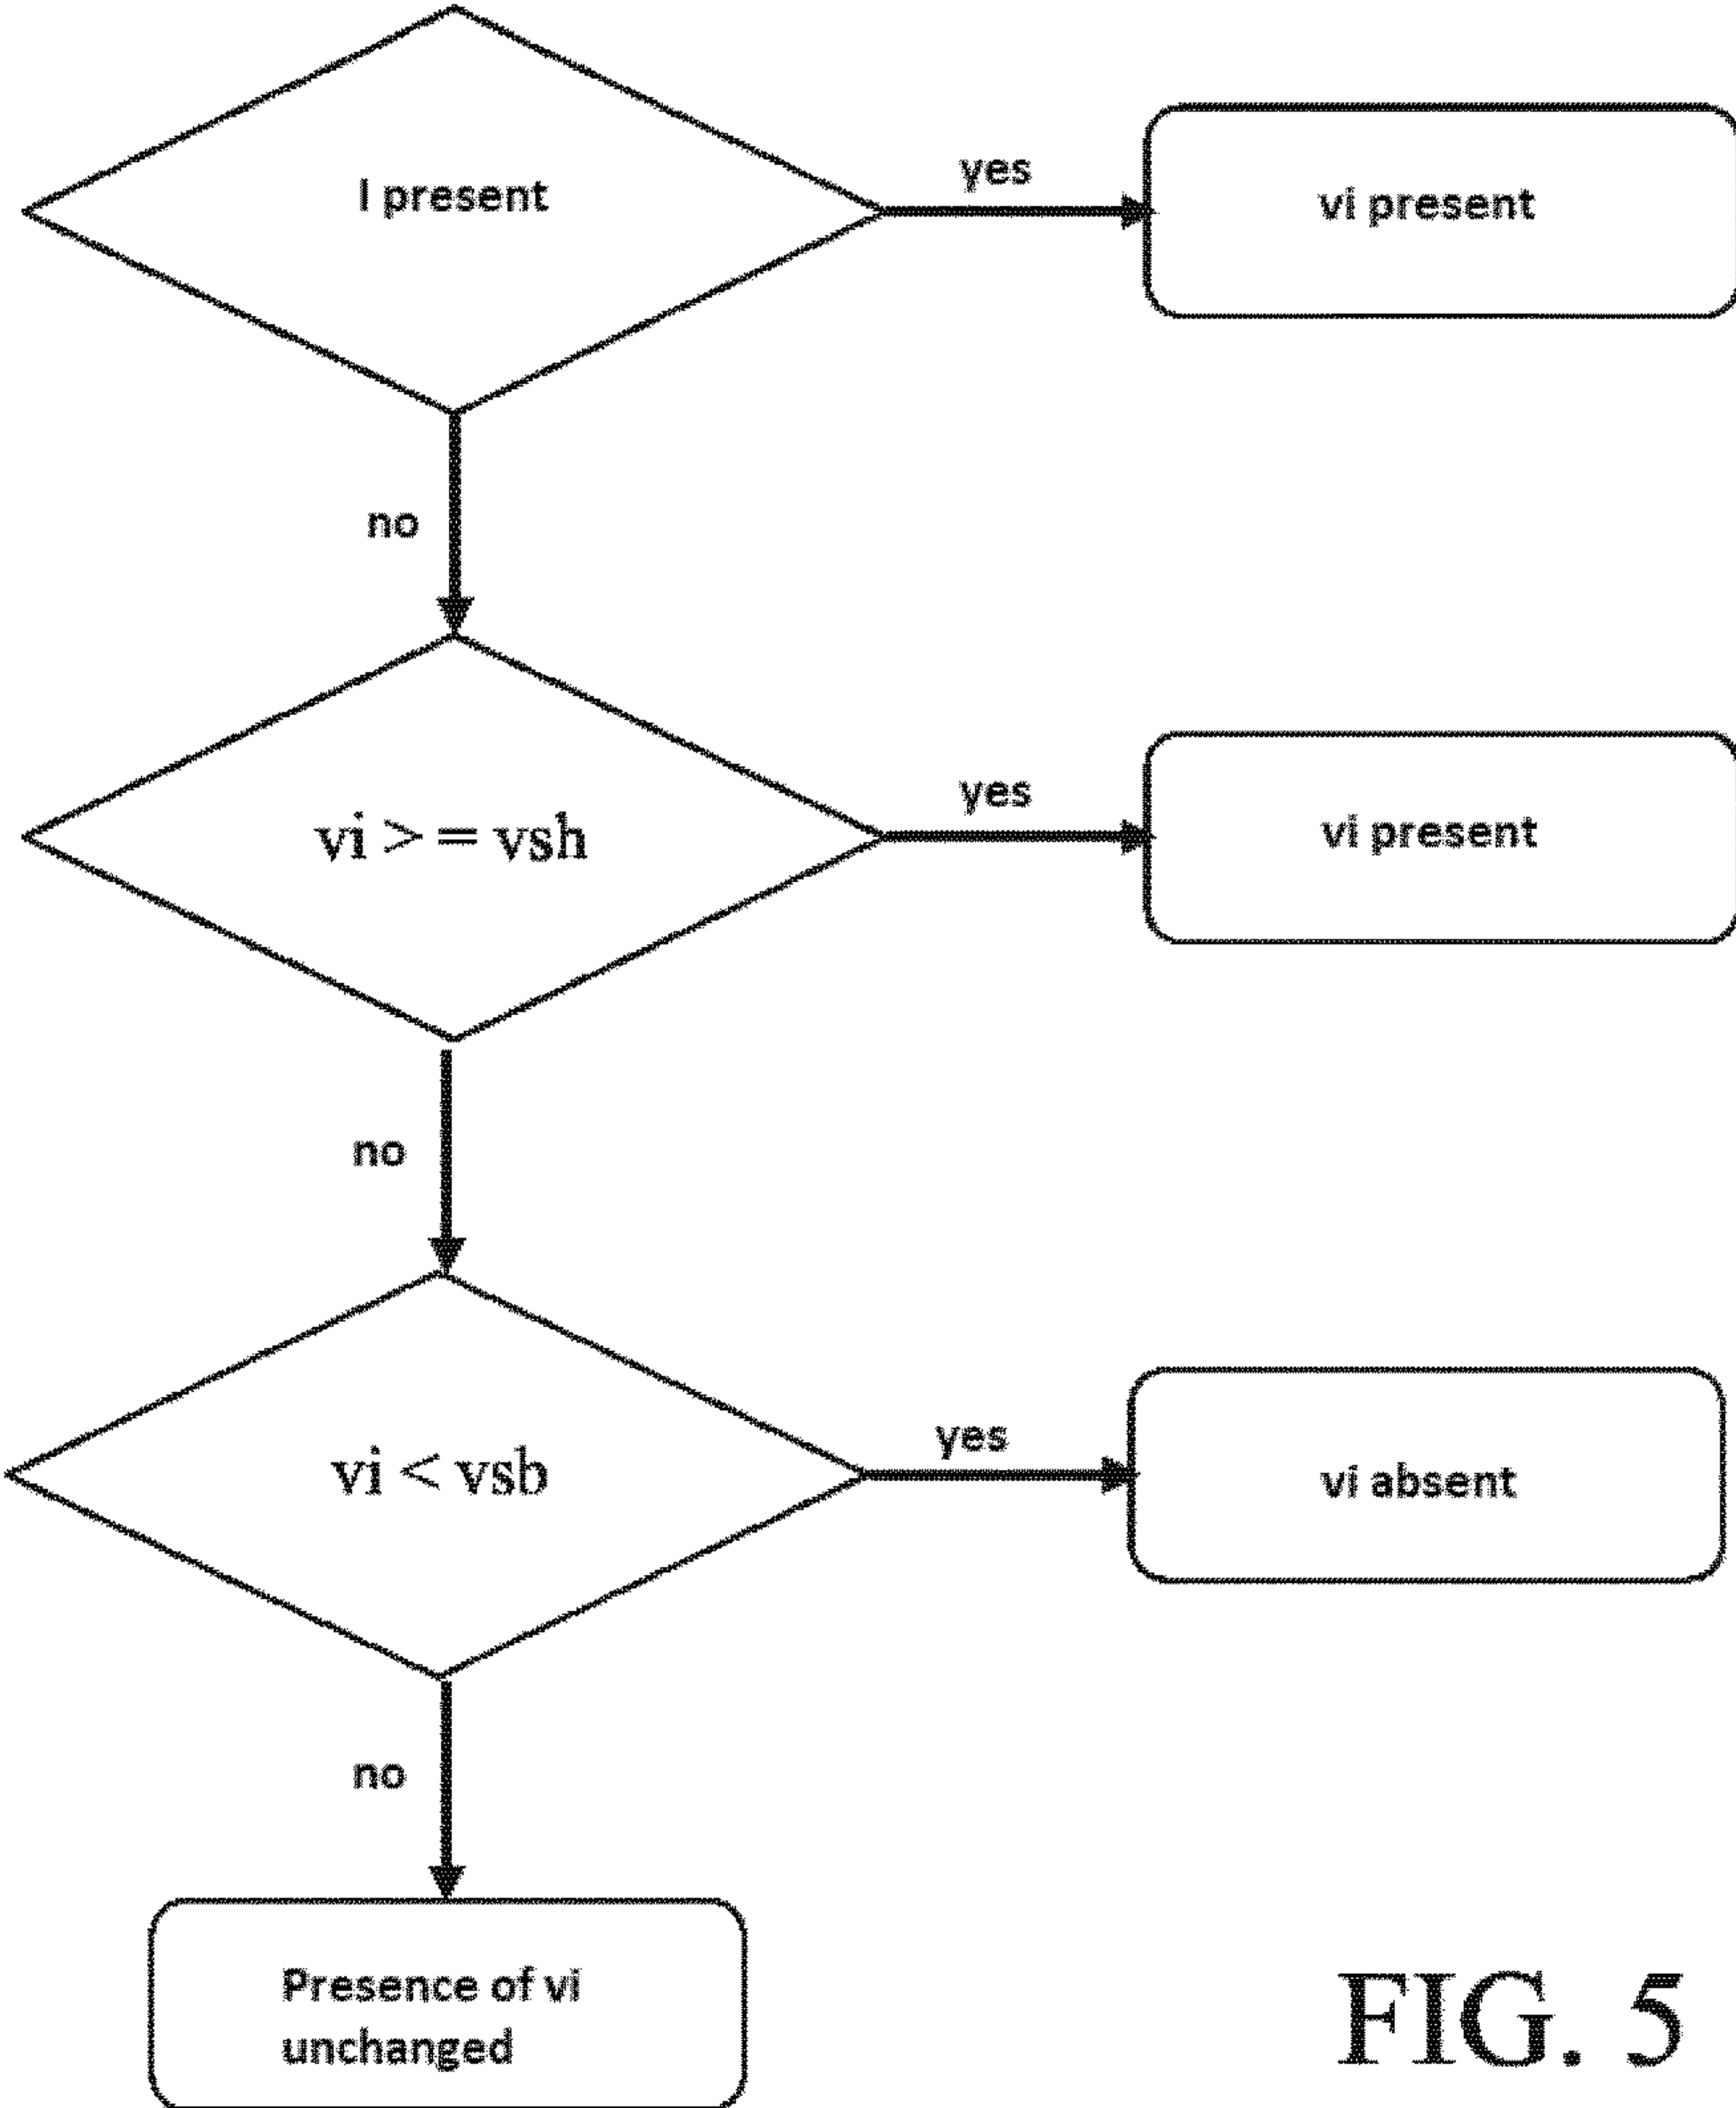 I present
yes
vi present
no
vi > = vsh
yes
vi present
no
vi < vsb
yes
vi absent
no
Presence of vi
unchanged
FIG. 5